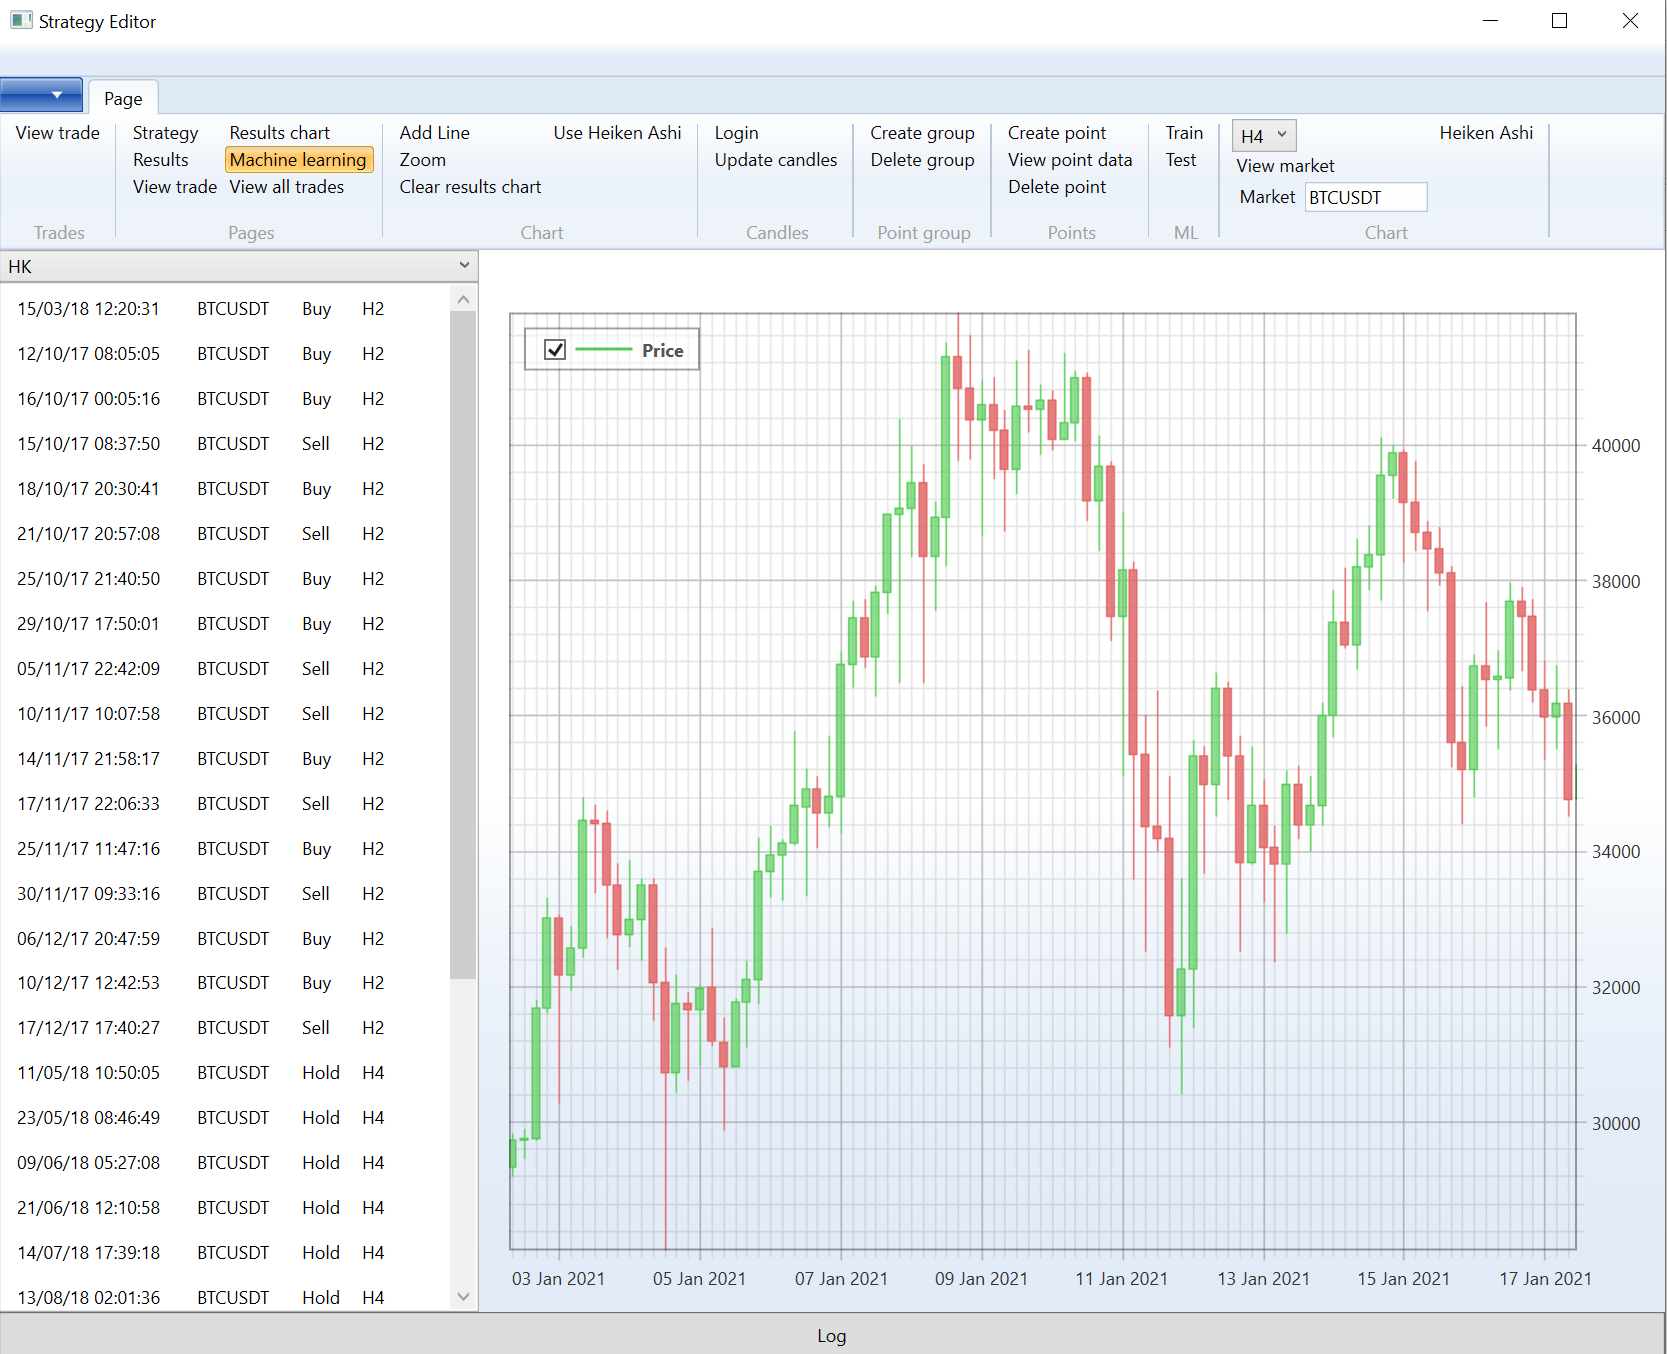 Strategy Editor
Page
View trade
Trades
Strategy
Results
View trade
Results chart
Machine learning
View all trades
Pages
Add Line
Zoom
Clear results chart
Use Heiken Ashi
Chart
Login
Update candles
Candles
Create group
Delete group
Point group
Create point
View point data
Delete point
Points
Train
Test
ML
H4
View market
Market BTCUSDT
Heiken Ashi
Chart
HK
15/03/18 12:20:31 BTCUSDT Buy H2
12/10/17 08:05:05 BTCUSDT Buy H2
16/10/17 00:05:16 BTCUSDT Buy H2
15/10/17 08:37:50 BTCUSDT Sell H2
18/10/17 20:30:41 BTCUSDT Buy H2
21/10/17 20:57:08 BTCUSDT Sell H2
25/10/17 21:40:50 BTCUSDT Buy H2
29/10/17 17:50:01 BTCUSDT Buy H2
05/11/17 22:42:09 BTCUSDT Sell H2
10/11/17 10:07:58 BTCUSDT Sell H2
14/11/17 21:58:17 BTCUSDT Buy H2
17/11/17 22:06:33 BTCUSDT Sell H2
25/11/17 11:47:16 BTCUSDT Buy H2
30/11/17 09:33:16 BTCUSDT Sell H2
06/12/17 20:47:59 BTCUSDT Buy H2
10/12/17 12:42:53 BTCUSDT Buy H2
17/12/17 17:40:27 BTCUSDT Sell H2
11/05/18 10:50:05 BTCUSDT Hold H4
23/05/18 08:46:49 BTCUSDT Hold H4
09/06/18 05:27:08 BTCUSDT Hold H4
21/06/18 12:10:58 BTCUSDT Hold H4
14/07/18 17:39:18 BTCUSDT Hold H4
13/08/18 02:01:36 BTCUSDT Hold H4
Price
40000
38000
36000
34000
32000
30000
03 Jan 2021 05 Jan 2021 07 Jan 2021 09 Jan 2021 11 Jan 2021 13 Jan 2021 15 Jan 2021 17 Jan 2021
Log